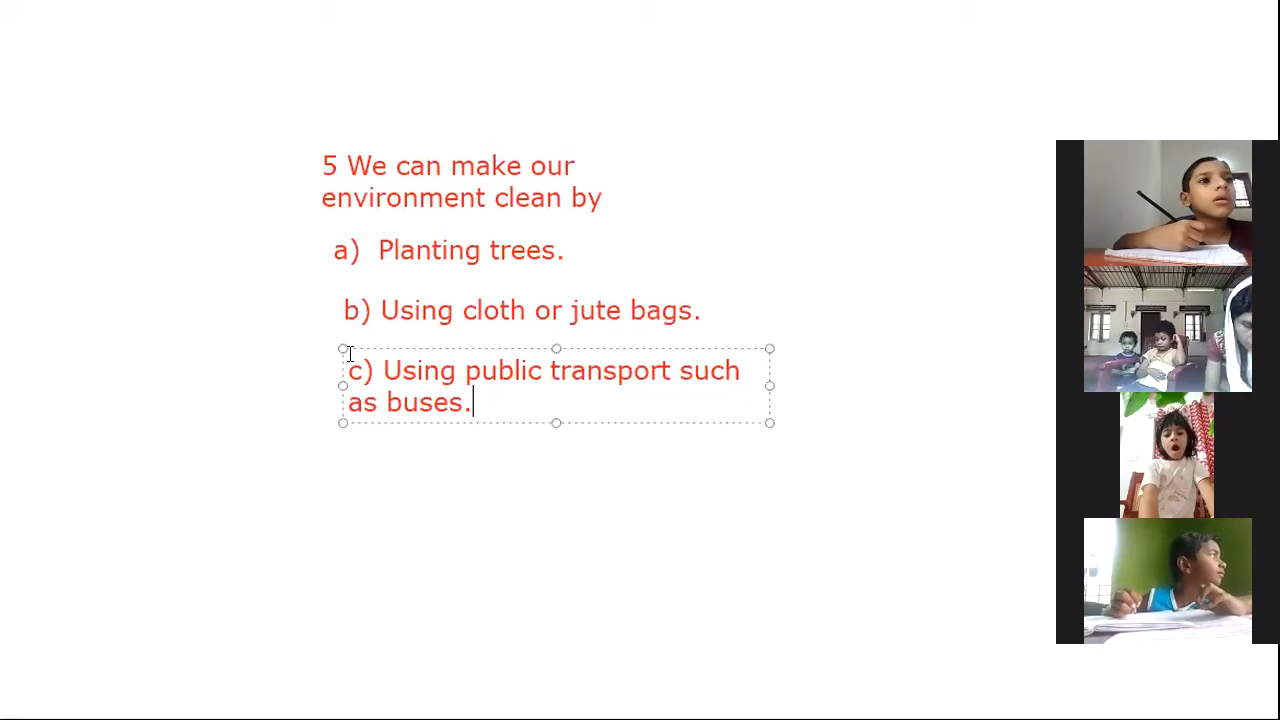 5 We can make our
environment clean by
a) Planting trees.
b) Using cloth or jute bags.
c) Using public transport such
as buses.